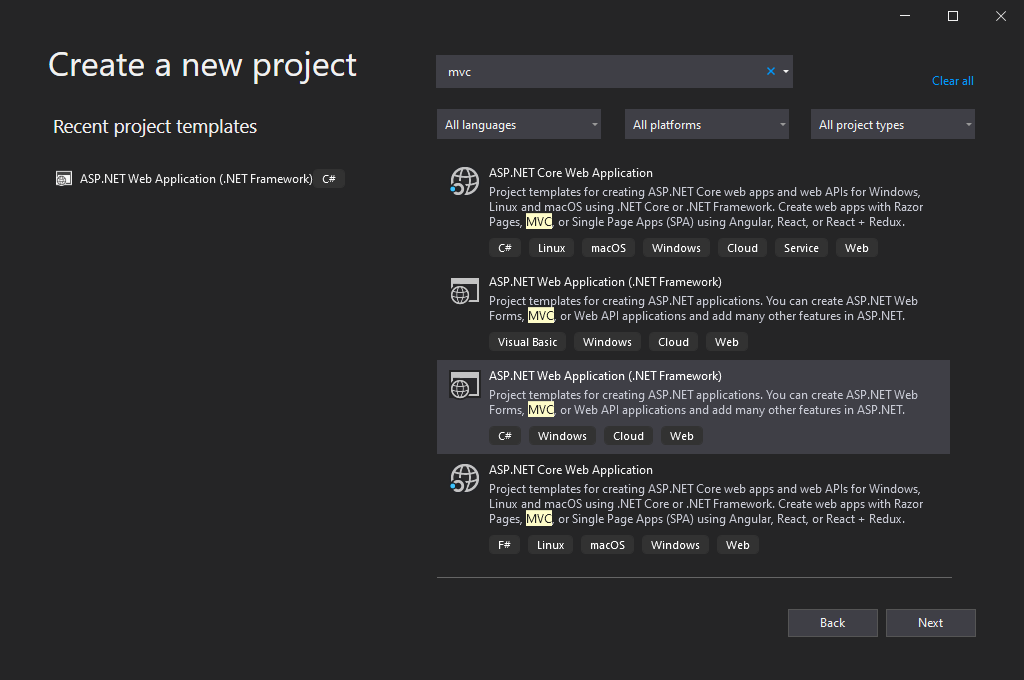 Create a new project
Recent project templates
ASP.NET Web Application (.NET Framework) C#
mvc
Clear all
All languages
All platforms
All project types
ASP.NET Core Web Application
Project templates for creating ASP.NET Core web apps and web APIs for Windows,
Linux and macOS using .NET Core or .NET Framework. Create web apps with Razor
Pages, MVC, or Single Page Apps (SPA) using Angular, React, or React + Redux.
C# Linux macOS Windows Cloud Service Web
ASP.NET Web Application (.NET Framework)
Project templates for creating ASP.NET applications. You can create ASP.NET Web
Forms, MVC, or Web API applications and add many other features in ASP.NET.
Visual Basic Windows Cloud Web
ASP.NET Web Application (.NET Framework)
Project templates for creating ASP.NET applications. You can create ASP.NET Web
Forms, MVC, or Web API applications and add many other features in ASP.NET.
C# Windows Cloud Web
ASP.NET Core Web Application
Project templates for creating ASP.NET Core web apps and web APIs for Windows,
Linux and macOS using .NET Core or .NET Framework. Create web apps with Razor
Pages, MVC, or Single Page Apps (SPA) using Angular, React, or React + Redux.
F# Linux macOS Windows Web
Back
Next